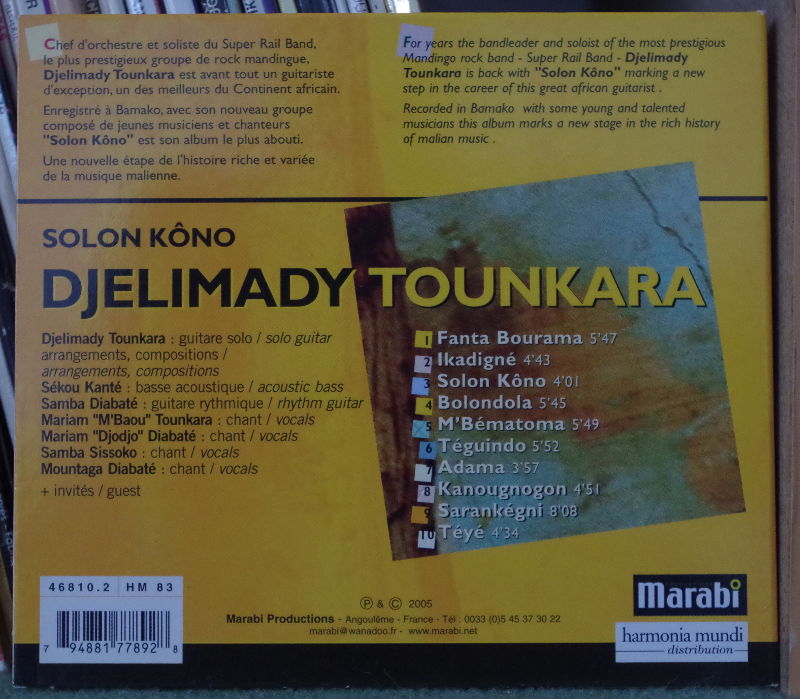 Chef d'orchestre et soliste du Super Rail Band,
le plus prestigieux groupe de rock mandingue,
Djelimady Tounkara est avant tout un guitariste
d'exception, un des meilleurs du Continent africain.
Enregistré à Bamako, avec son nouveau groupe
composé de jeunes musiciens et chanteurs
"Solon Kôno" est son album le plus abouti.
Une nouvelle étape de l'histoire riche et variée
de la musique malienne.
For years the bandleader and soloist of the most prestigious
Mandingo rock band - Super Rail Band - Djelimady
Tounkara is back with "Solon Kôno" marking a new
step in the career of this great african guitarist .
Recorded in Bamako with some young and talented
musicians this album marks a new stage in the rich history
of malian music .
SOLON KÔNO
DJELIMADY TOUNKARA
Djelimady Tounkara : guitare solo / solo guitar
arrangements, compositions /
arrangements, compositions
Sékou Kanté : basse acoustique / acoustic bass
Samba Diabaté : guitare rythmique / rhythm guitar
Mariam "M'Baou" Tounkara : chant / vocals
Mariam "Djodjo" Diabaté : chant / vocals
Samba Sissoko : chant / vocals
Mountaga Diabaté : chant / vocals
+ invités / guest
1 Fanta Bourama 5'47
2 Ikadigné 4'43
3 Solon Kôno 4'01
4 Bolondola 5'45
5 M'Bématoma 5'49
6 Téguindo 5'52
7 Adama 3'57
8 Kanougnogon 4'51
9 Sarankégni 8'08
10 Téyé 4'34
46810.2 HM 83
7 94881 77892 8
℗ & © 2005
Marabi Productions - Angoulême - France - Tél : 0033 (0)5 45 37 30 22
marabi@wanadoo.fr - www.marabi.net
Marabi
harmonia mundi
distribution